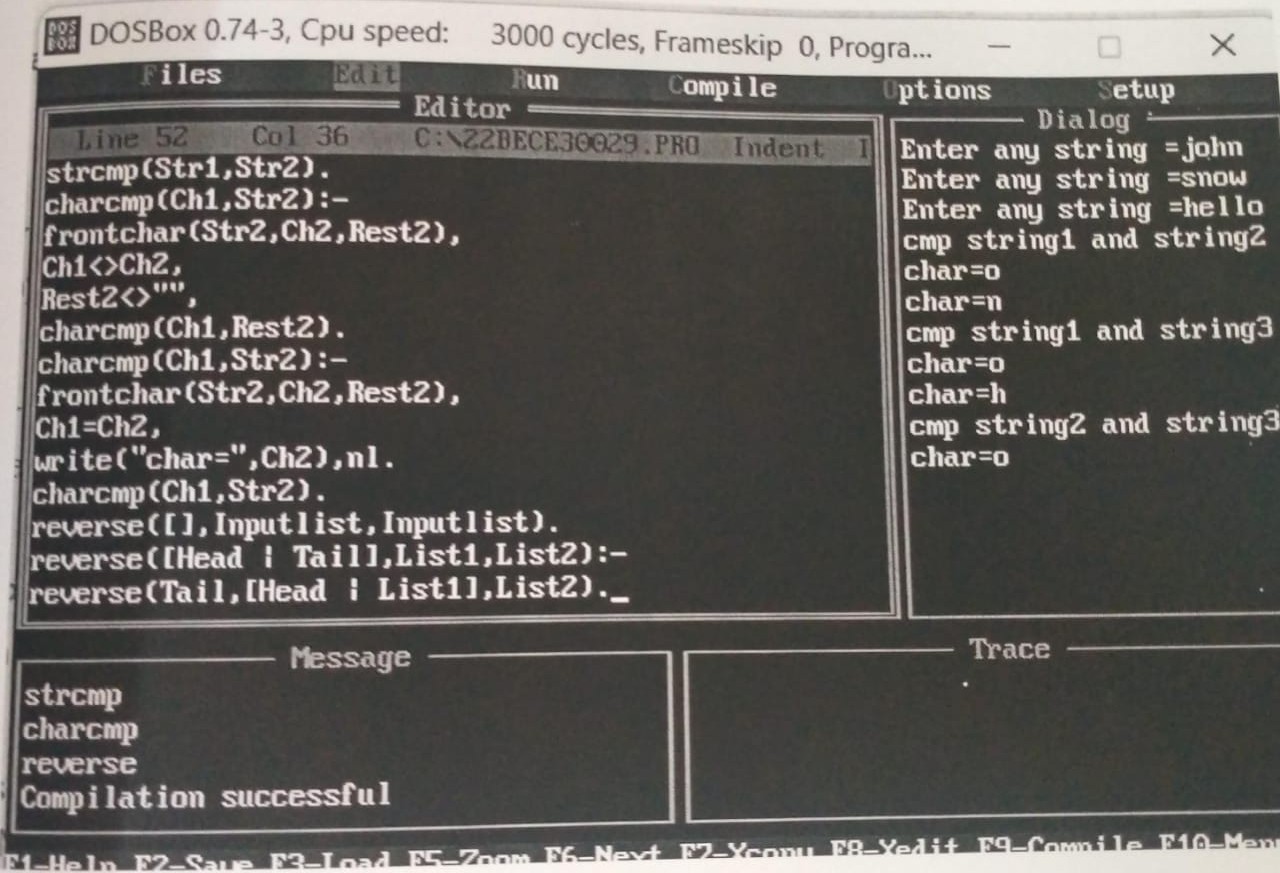 DOSBox 0.74-3, Cpu speed: 3000 cycles, Frameskip 0, Progra...
Files Edit Run Compile Options Setup
Editor
Line 52 Col 36 C:\22BECE30029.PRO Indent I
strcmp(Str1,Str2).
charcmp(Ch1,Str2):-
frontchar(Str2,Ch2,Rest2),
Ch1<>Ch2,
Rest2<>"",
charcmp(Ch1,Rest2).
charcmp(Ch1,Str2):-
frontchar(Str2,Ch2,Rest2),
Ch1=Ch2,
write("char=",Ch2),nl.
charcmp(Ch1,Str2).
reverse([],Inputlist,Inputlist).
reverse([Head | Tail],List1,List2):-
reverse(Tail,[Head | List1],List2)._
Dialog
Enter any string =john
Enter any string =snow
Enter any string =hello
cmp string1 and string2
char=o
char=n
cmp string1 and string3
char=o
char=h
cmp string2 and string3
char=o
Message
strcmp
charcmp
reverse
Compilation successful
Trace
F1-Help F2-Save F3-Load F5-Zoom F6-Next F7-Xcopy F8-Xedit F9-Compile F10-Menu